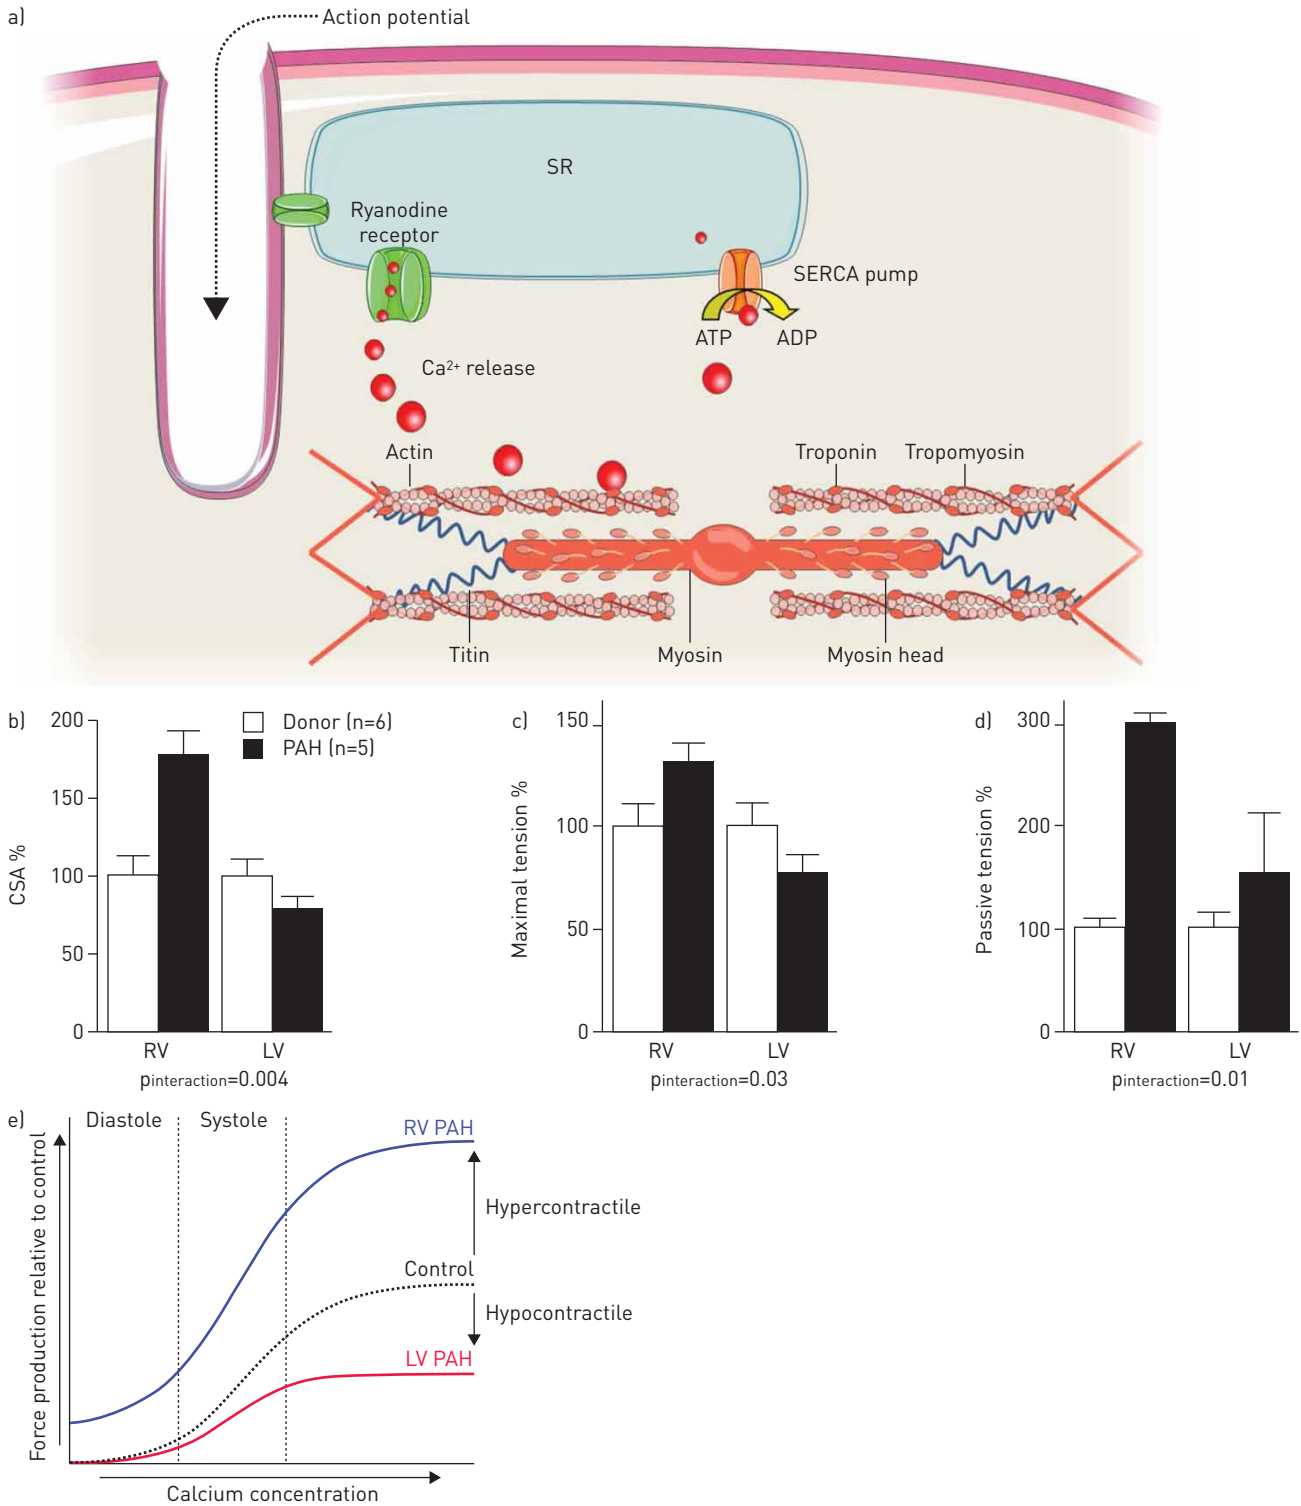 a)
Action potential
SR
Ryanodine
receptor
SERCA pump
ATP
ADP
Ca²⁺ release
Actin
Troponin
Tropomyosin
Titin
Myosin
Myosin head
b)
CSA %
200
150
100
50
0
Donor (n=6)
PAH (n=5)
RV
LV
pinteraction=0.004
c)
Maximal tension %
150
100
50
0
RV
LV
pinteraction=0.03
d)
Passive tension %
300
200
100
0
RV
LV
pinteraction=0.01
e)
Force production relative to control
Diastole
Systole
RV PAH
Hypercontractile
Control
Hypocontractile
LV PAH
Calcium concentration